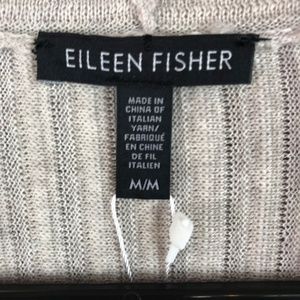 EILEEN FISHER
MADE IN
CHINA OF
ITALIAN
YARN/
FABRIQUÉ
EN CHINE
DE FIL
ITALIEN
M/M